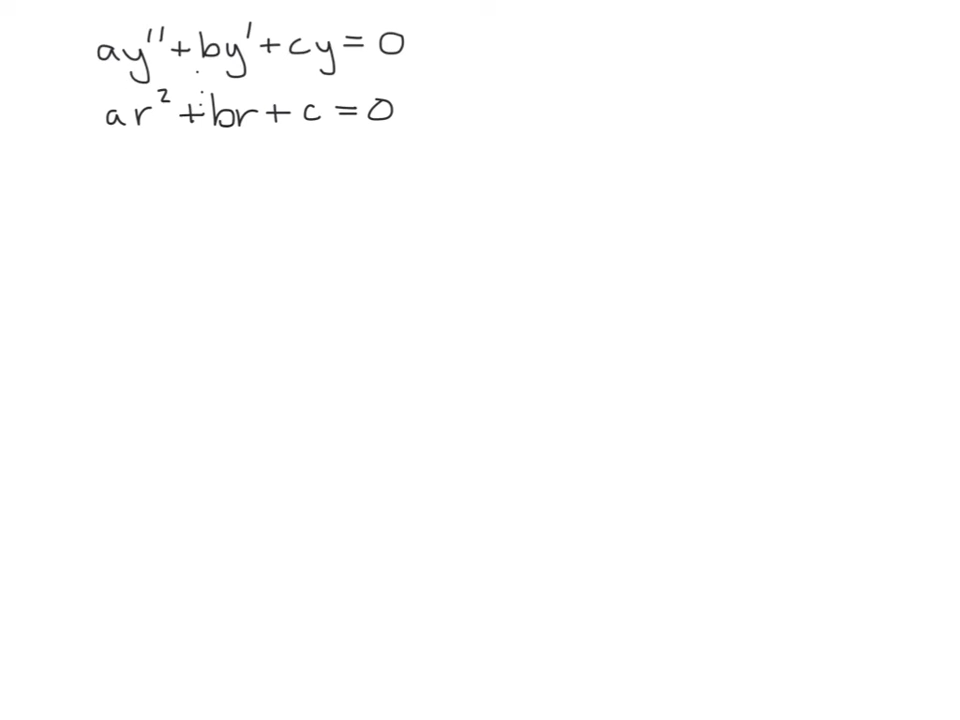 ay'' + by' + cy = 0
ar² + br + c = 0